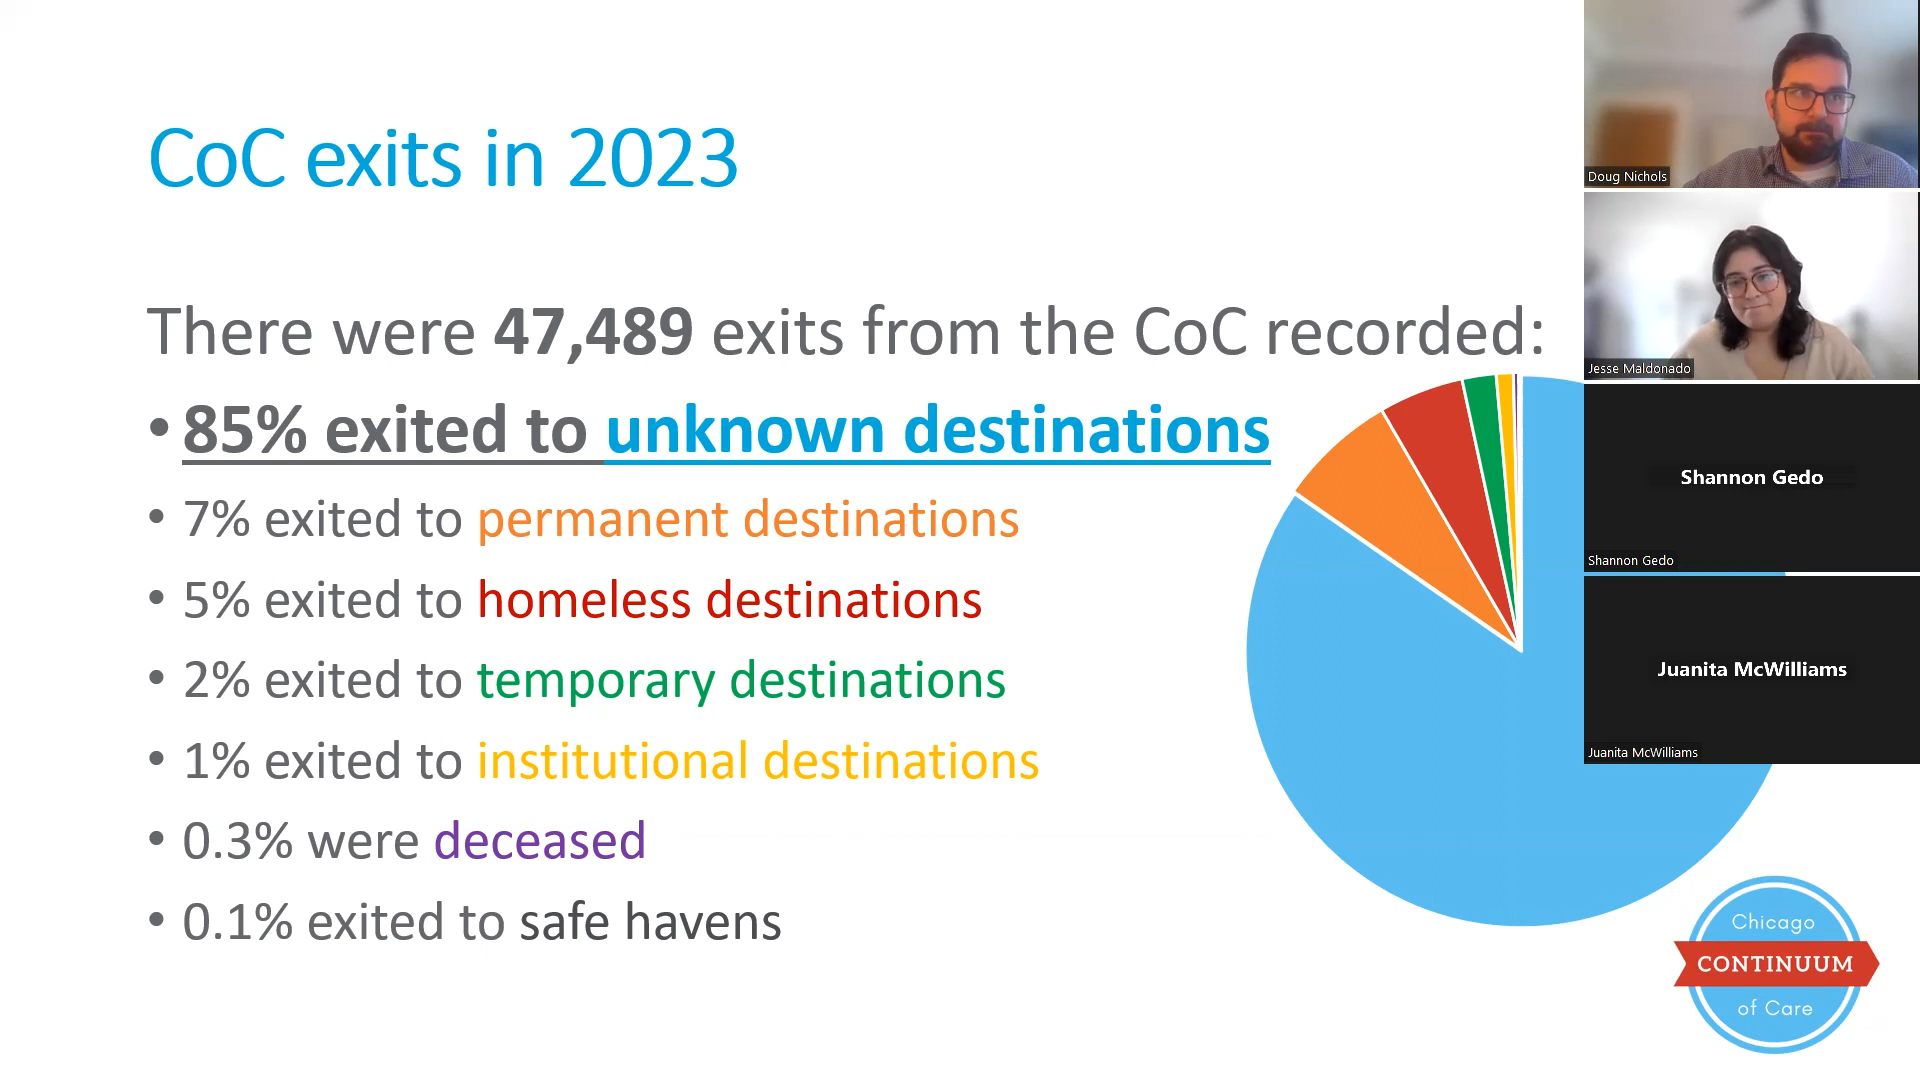 CoC exits in 2023
There were 47,489 exits from the CoC recorded:
• 85% exited to unknown destinations
• 7% exited to permanent destinations
• 5% exited to homeless destinations
• 2% exited to temporary destinations
• 1% exited to institutional destinations
• 0.3% were deceased
• 0.1% exited to safe havens
Doug Nichols
Jesse Maldonado
Shannon Gedo
Shannon Gedo
Juanita McWilliams
Juanita McWilliams
Chicago
CONTINUUM
of Care